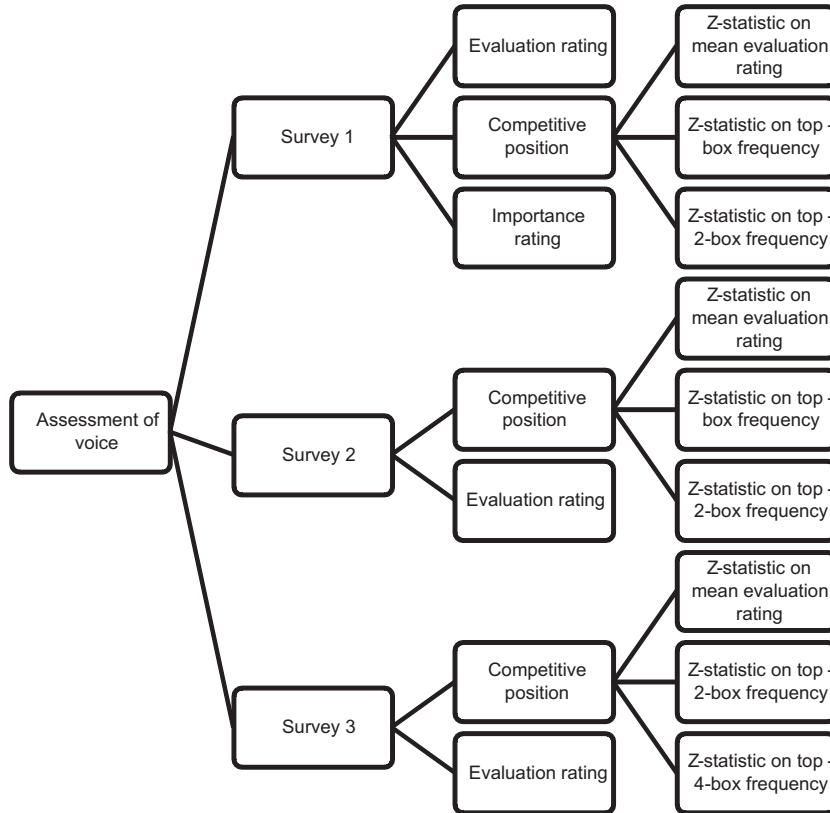 Assessment of
voice
Survey 1
Evaluation rating
Competitive
position
Z-statistic on
mean evaluation
rating
Z-statistic on top -
box frequency
Z-statistic on top -
2-box frequency
Importance
rating
Survey 2
Competitive
position
Z-statistic on
mean evaluation
rating
Z-statistic on top -
box frequency
Z-statistic on top -
2-box frequency
Evaluation rating
Survey 3
Competitive
position
Z-statistic on
mean evaluation
rating
Z-statistic on top -
2-box frequency
Z-statistic on top -
4-box frequency
Evaluation rating